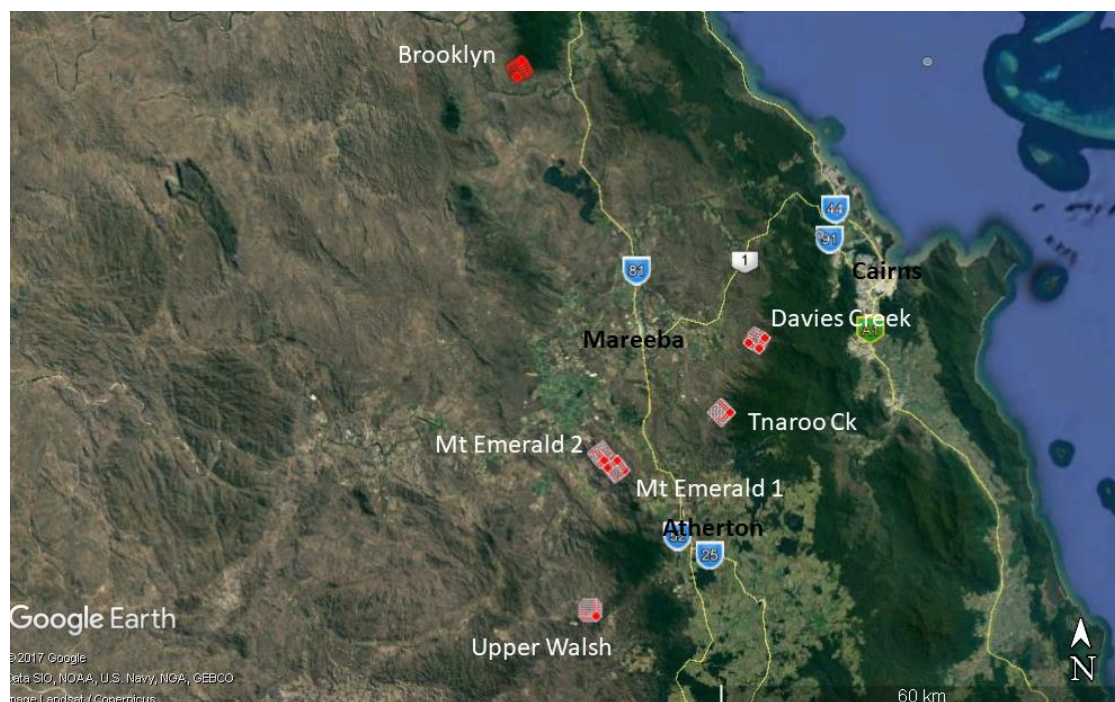 Brooklyn
44
91
Cairns
1
81
Davies Creek
A1
Mareeba
Tnaroo Ck
Mt Emerald 2
Mt Emerald 1
Atherton
52
25
Google Earth
Upper Walsh
© 2017 Google
Data SIO, NOAA, U.S. Navy, NGA, GEBCO
Image Landsat / Copernicus
N
60 km